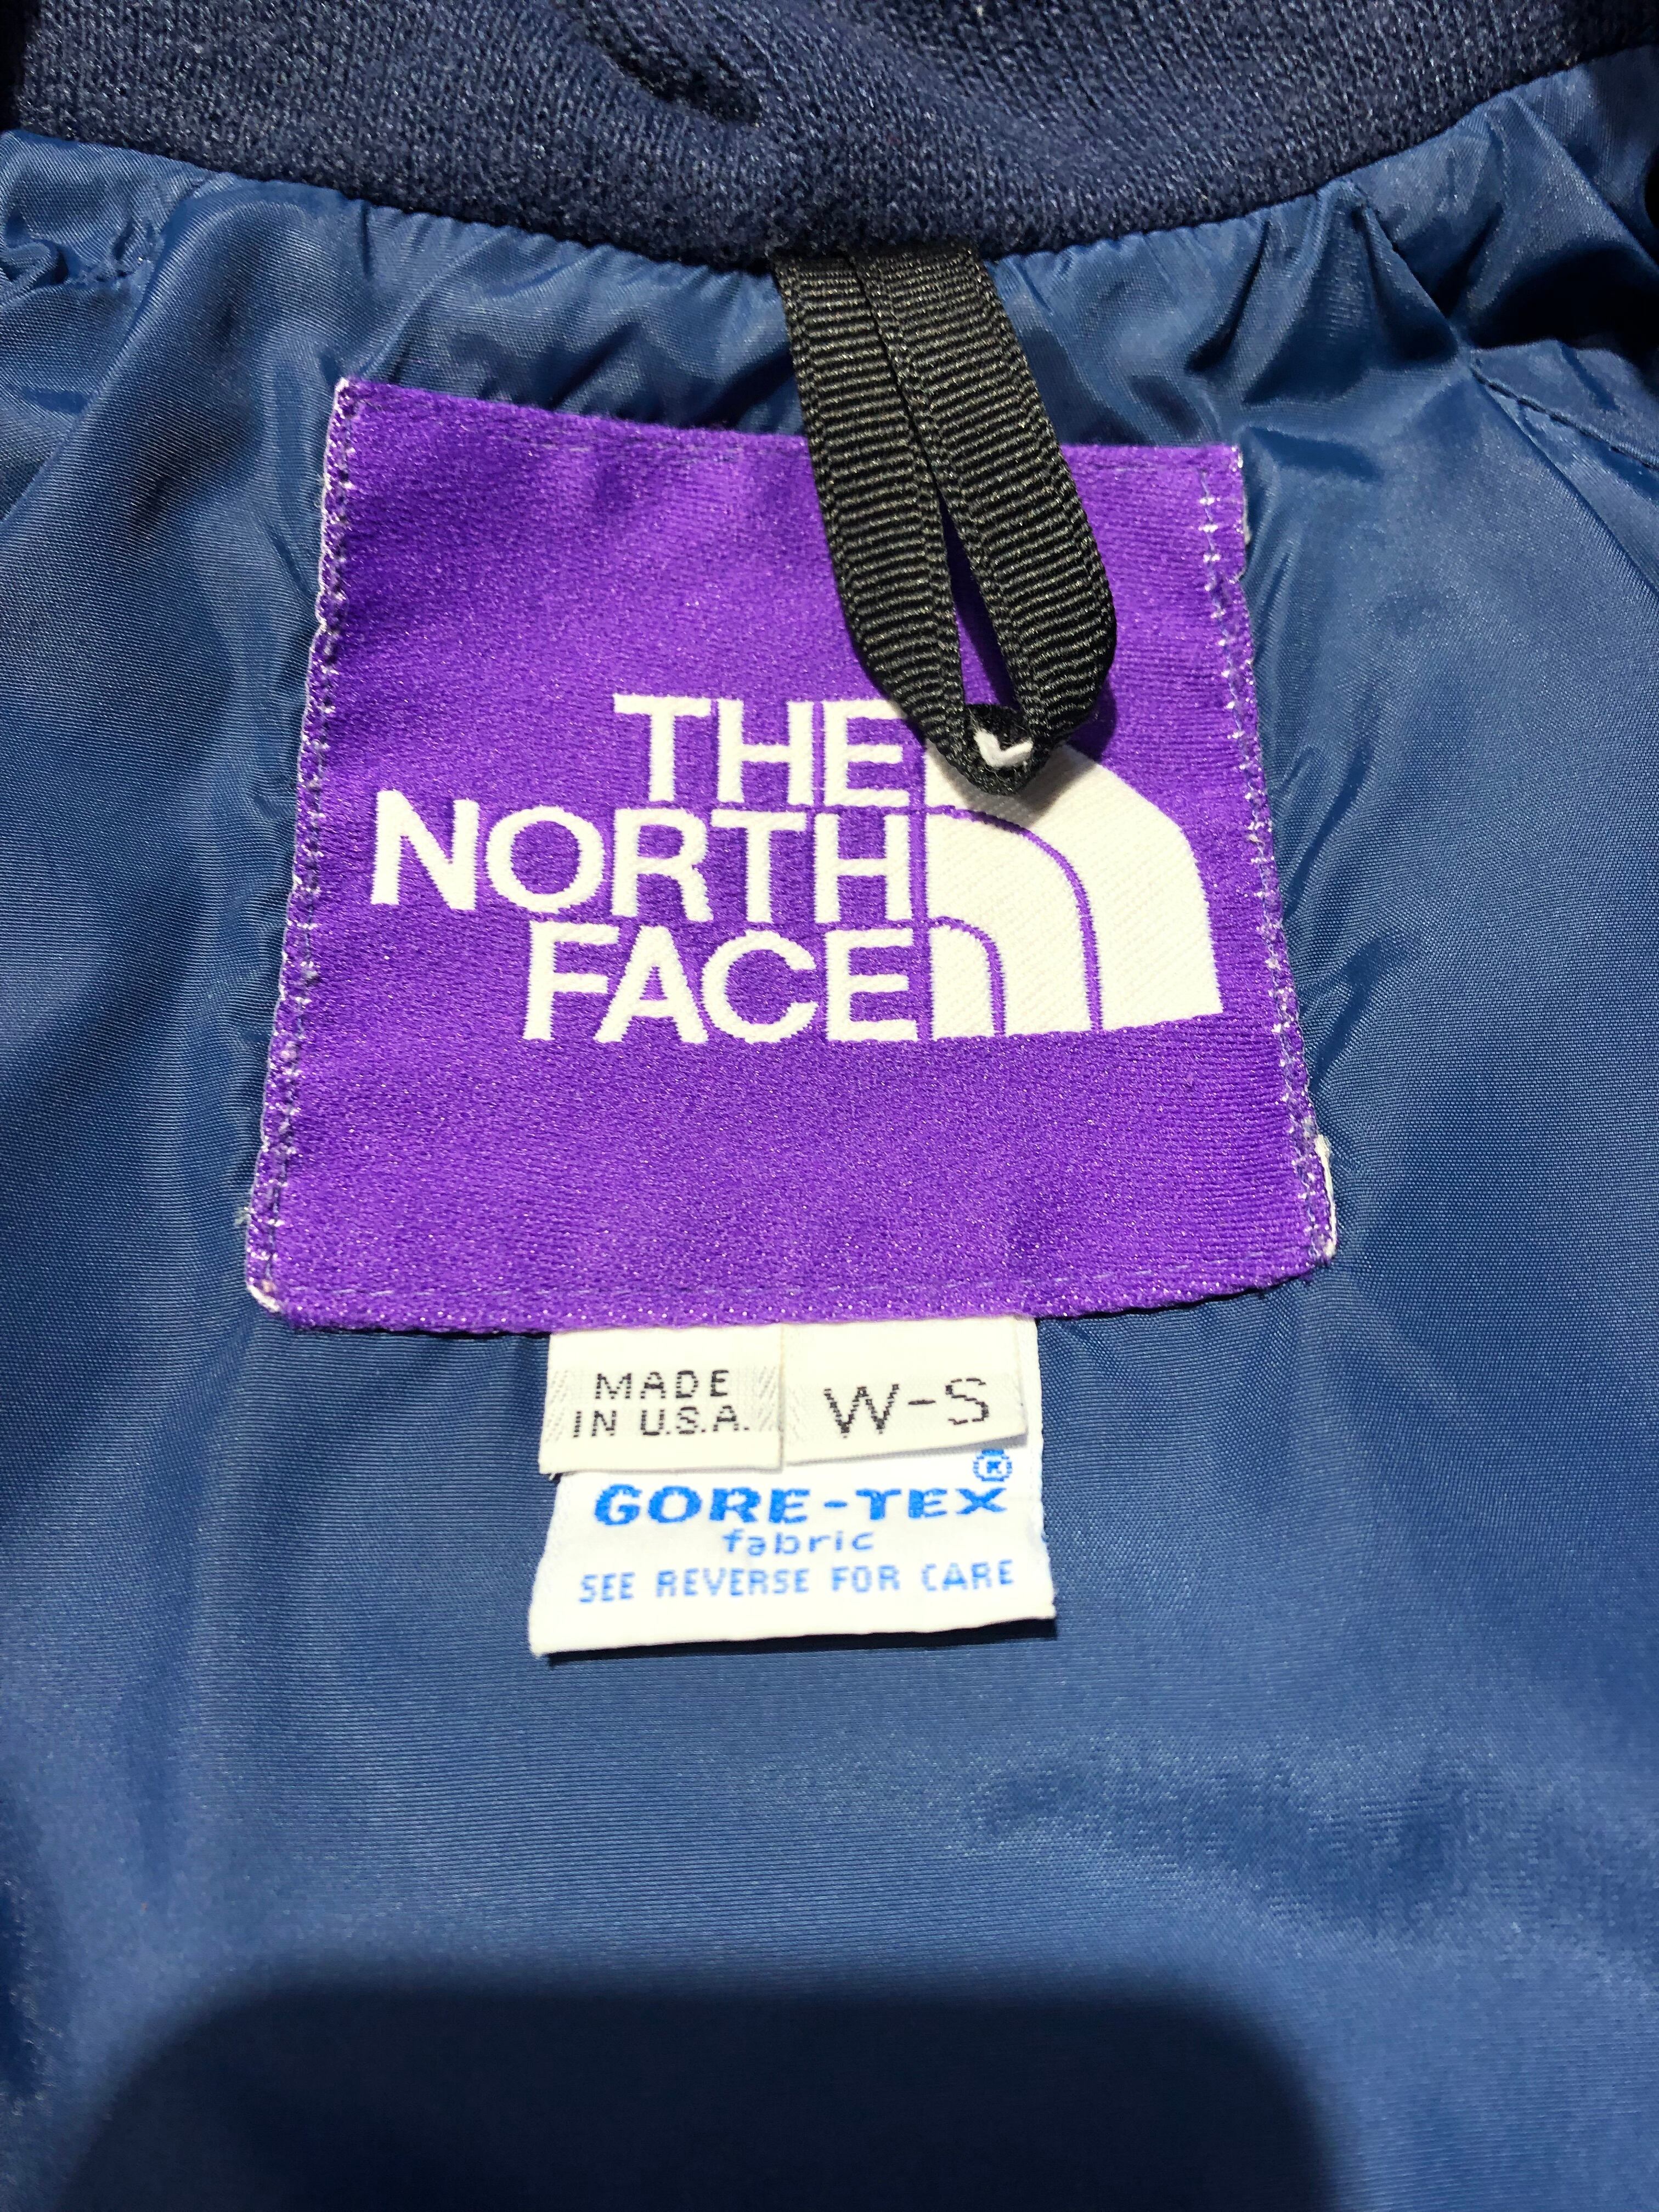 THE
NORTH
FACE
MADE
IN U.S.A.
W-S
GORE-TEX®
fabric
SEE REVERSE FOR CARE